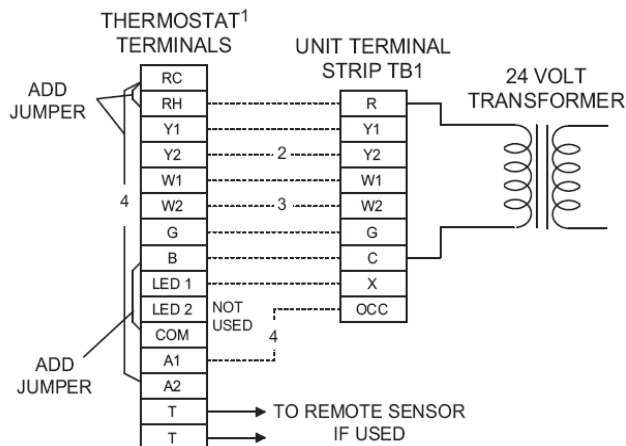 THERMOSTAT¹
TERMINALS
UNIT TERMINAL
STRIP TB1
24 VOLT
TRANSFORMER
ADD
JUMPER
RC
RH
R
Y1
Y1
Y2
2
Y2
W1
W1
4
W2
3
W2
G
G
B
C
LED 1
X
LED 2
NOT
USED
OCC
COM
4
A1
ADD
JUMPER
A2
T
TO REMOTE SENSOR
IF USED
T